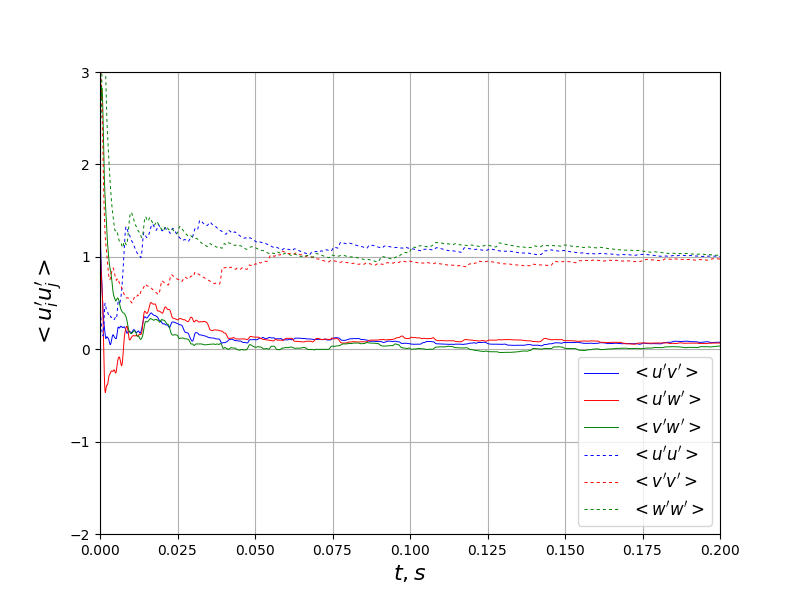 3
2
1
0
−1
−2
0.000 0.025 0.050 0.075 0.100 0.125 0.150 0.175 0.200
t, s
< u′ᵢu′ⱼ >
< u′v′ >
< u′w′ >
< v′w′ >
< u′u′ >
< v′v′ >
< w′w′ >